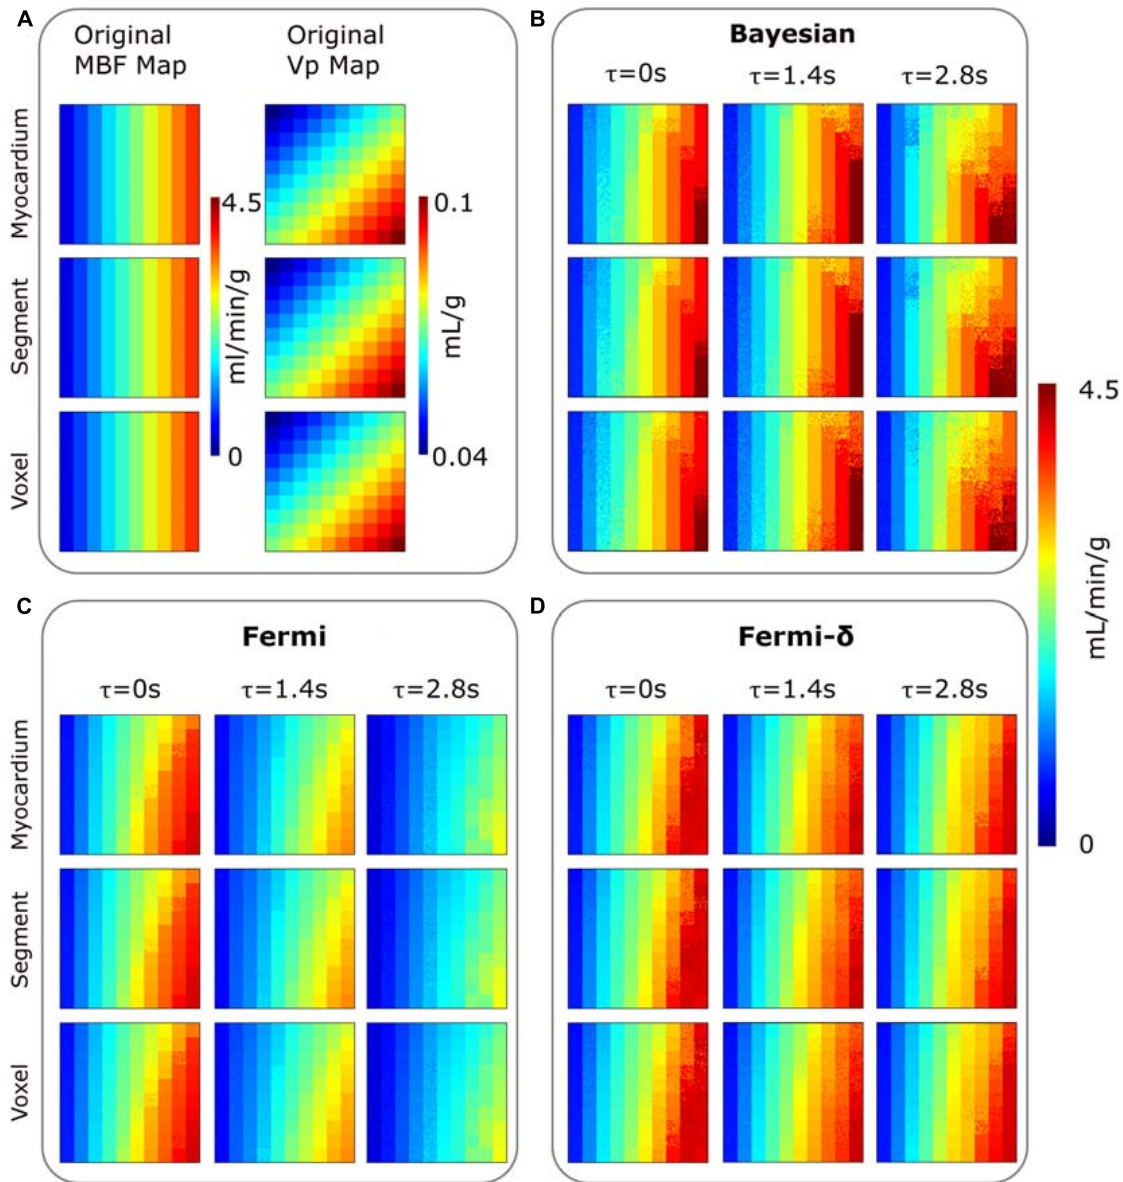 A
Original
MBF Map
Original
Vp Map
Myocardium
Segment
Voxel
4.5
ml/min/g
0
0.1
mL/g
0.04
B
Bayesian
τ=0s
τ=1.4s
τ=2.8s
4.5
mL/min/g
0
C
Fermi
τ=0s
τ=1.4s
τ=2.8s
Myocardium
Segment
Voxel
D
Fermi-δ
τ=0s
τ=1.4s
τ=2.8s